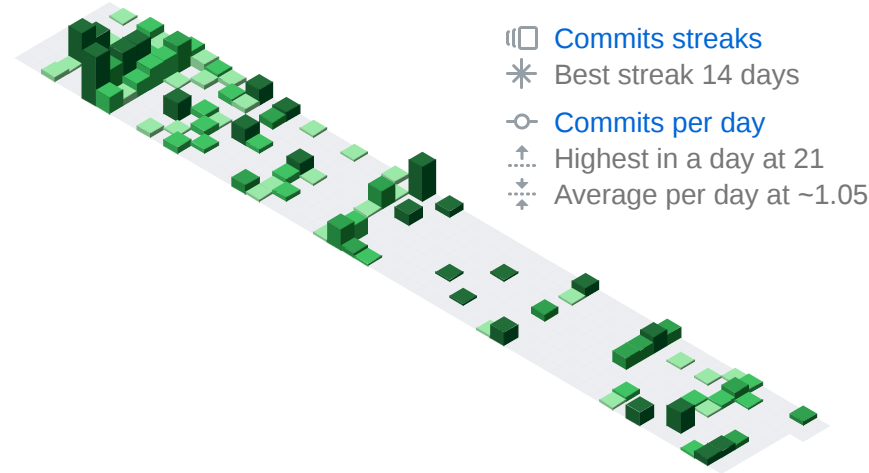 Commits streaks
Best streak 14 days
Commits per day
Highest in a day at 21
Average per day at ~1.05